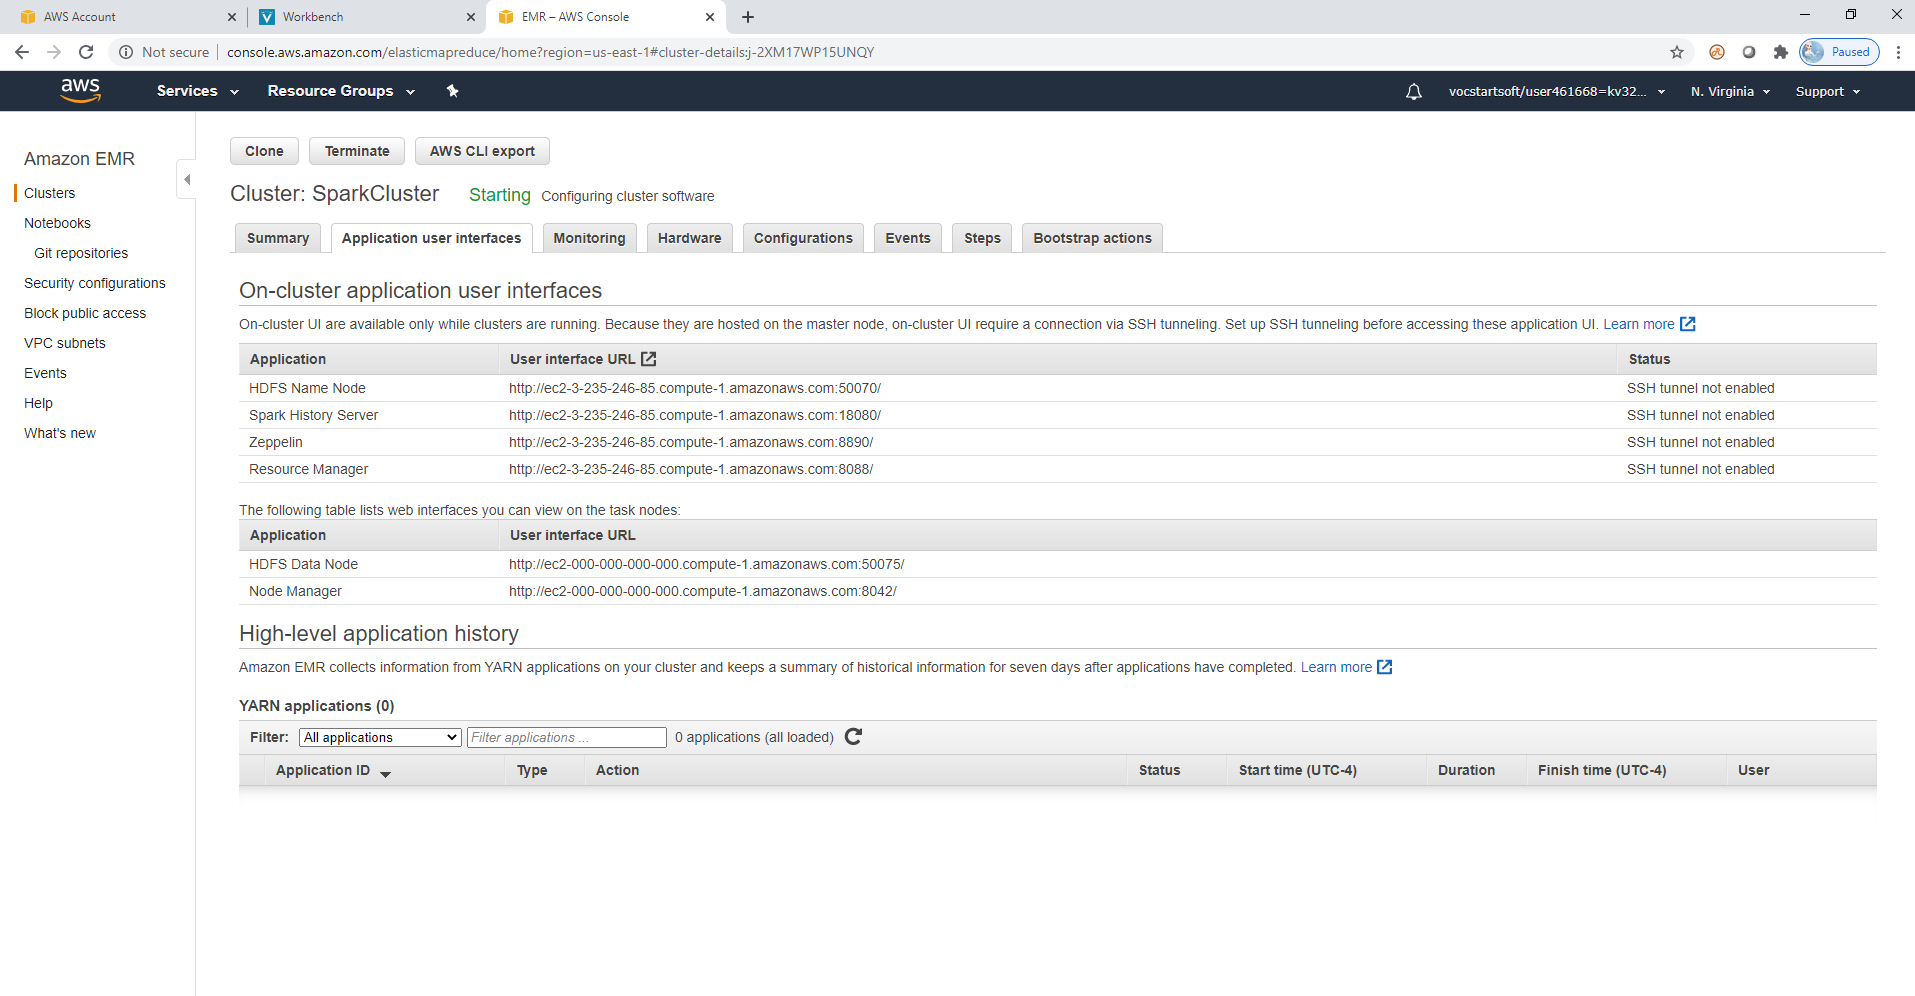 AWS Account
Workbench
EMR – AWS Console
Not secure
console.aws.amazon.com/elasticmapreduce/home?region=us-east-1#cluster-details:j-2XM17WP15UNQY
Paused
aws
Services
Resource Groups
vocstartsoft/user461668=kv32...
N. Virginia
Support
Amazon EMR
Clusters
Notebooks
Git repositories
Security configurations
Block public access
VPC subnets
Events
Help
What's new
Clone
Terminate
AWS CLI export
Cluster: SparkCluster Starting Configuring cluster software
Summary
Application user interfaces
Monitoring
Hardware
Configurations
Events
Steps
Bootstrap actions
On-cluster application user interfaces
On-cluster UI are available only while clusters are running. Because they are hosted on the master node, on-cluster UI require a connection via SSH tunneling. Set up SSH tunneling before accessing these application UI. Learn more
Application User interface URL Status
HDFS Name Node http://ec2-3-235-246-85.compute-1.amazonaws.com:50070/ SSH tunnel not enabled
Spark History Server http://ec2-3-235-246-85.compute-1.amazonaws.com:18080/ SSH tunnel not enabled
Zeppelin http://ec2-3-235-246-85.compute-1.amazonaws.com:8890/ SSH tunnel not enabled
Resource Manager http://ec2-3-235-246-85.compute-1.amazonaws.com:8088/ SSH tunnel not enabled
The following table lists web interfaces you can view on the task nodes:
Application User interface URL
HDFS Data Node http://ec2-000-000-000-000.compute-1.amazonaws.com:50075/
Node Manager http://ec2-000-000-000-000.compute-1.amazonaws.com:8042/
High-level application history
Amazon EMR collects information from YARN applications on your cluster and keeps a summary of historical information for seven days after applications have completed. Learn more
YARN applications (0)
Filter: All applications Filter applications ... 0 applications (all loaded)
Application ID Type Action Status Start time (UTC-4) Duration Finish time (UTC-4) User